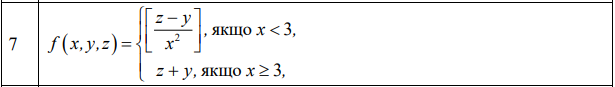 7
f(x, y, z) = { [(z − y)/x²], якщо x < 3,
z + y, якщо x ≥ 3,